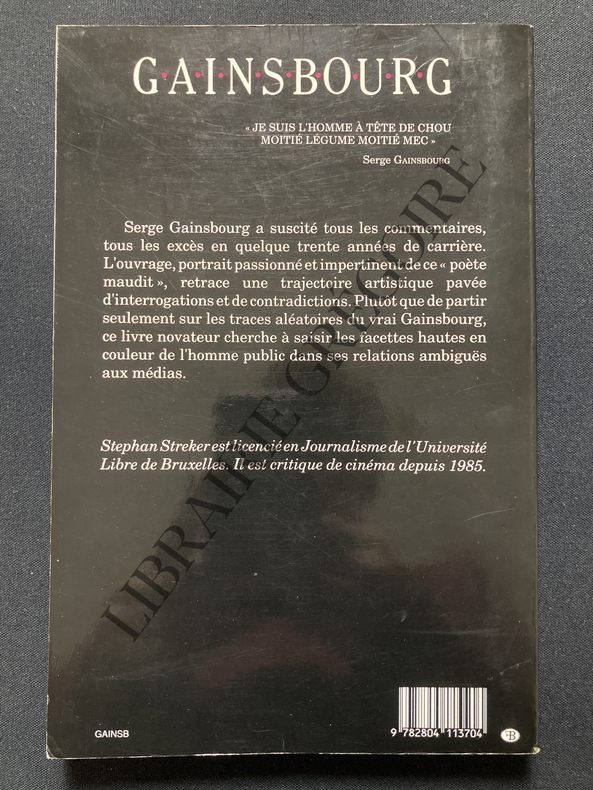 G·A·I·N·S·B·O·U·R·G
« JE SUIS L'HOMME À TÊTE DE CHOU
MOITIÉ LÉGUME MOITIÉ MEC »
Serge GAINSBOURG
Serge Gainsbourg a suscité tous les commentaires,
tous les excès en quelque trente années de carrière.
L'ouvrage, portrait passionné et impertinent de ce « poète
maudit », retrace une trajectoire artistique pavée
d'interrogations et de contradictions. Plutôt que de partir
seulement sur les traces aléatoires du vrai Gainsbourg,
ce livre novateur cherche à saisir les facettes hautes en
couleur de l'homme public dans ses relations ambiguës
aux médias.
Stephan Streker est licencié en Journalisme de l'Université
Libre de Bruxelles. Il est critique de cinéma depuis 1985.
LIBRAIRIE GRÉGOIRE
GAINSB
9 782804 113704